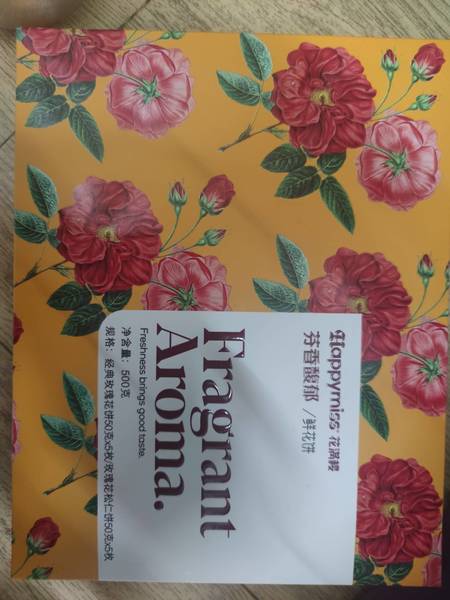 Happymiss® 花满楼
芬香馥郁 /鲜花饼
Fragrant
Aroma.
Freshness brings good taste.
净含量：500克
规格：经典玫瑰花饼50克x5枚/玫瑰花松仁饼50克x5枚